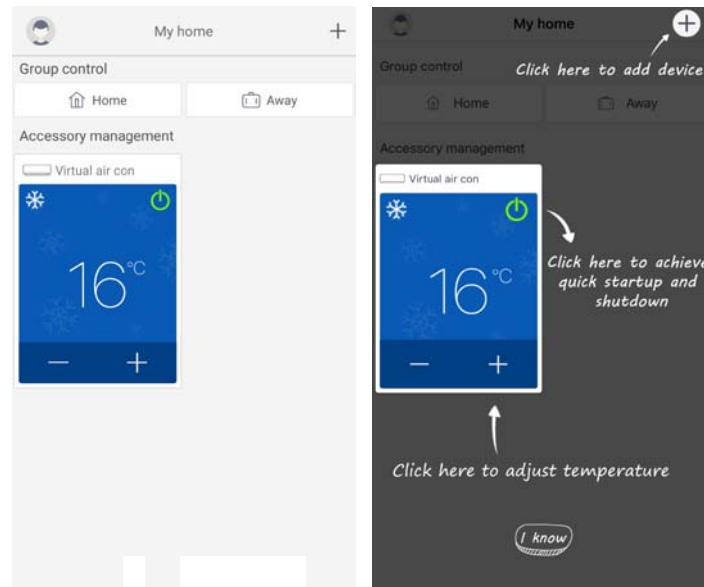 My home +
Group control
Home
Away
Accessory management
Virtual air con
16°C
— +
My home +
Click here to add device
Group control
Home
Away
Accessory management
Virtual air con
16°C
Click here to achieve
quick startup and
shutdown
— +
Click here to adjust temperature
I know